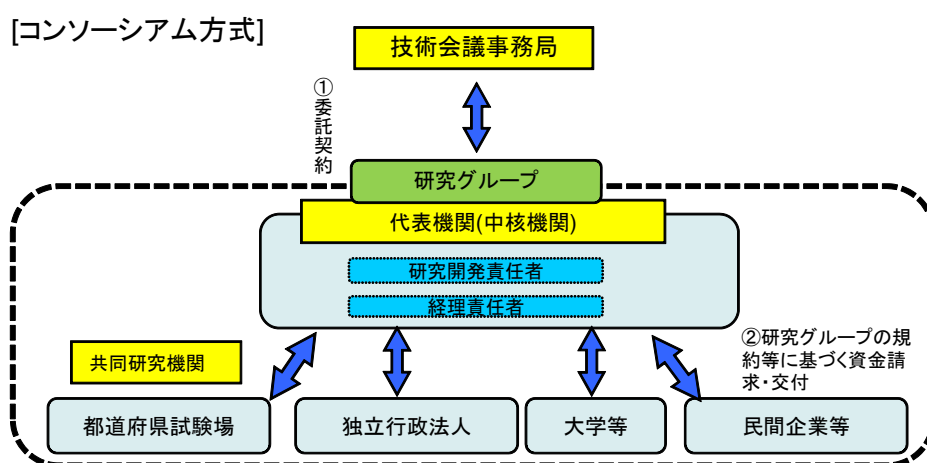 [コンソーシアム方式]
技術会議事務局
①委託契約
研究グループ
代表機関(中核機関)
研究開発責任者
経理責任者
②研究グループの規
約等に基づく資金請
求・交付
共同研究機関
都道府県試験場
独立行政法人
大学等
民間企業等